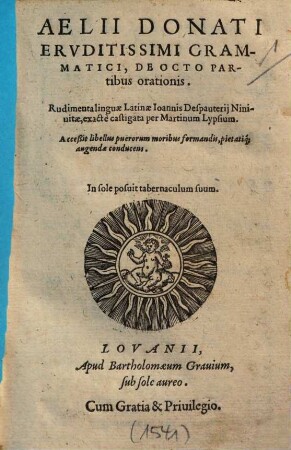 AELII DONATI
ERVDITISSIMI GRAM-
MATICI, DE OCTO PAR-
tibus orationis.
1
Rudimenta linguæ Latinæ Ioannis Despauterij Nini-
uitæ, exactè castigata per Martinum Lypsium.
Accessit libellus puerorum moribus formandis, pietatiq;
augendæ conducens.
In sole posuit tabernaculum suum.
LOVANII,
Apud Bartholomæum Grauium,
sub sole aureo.
Cum Gratia & Priuilegio.
(1541)